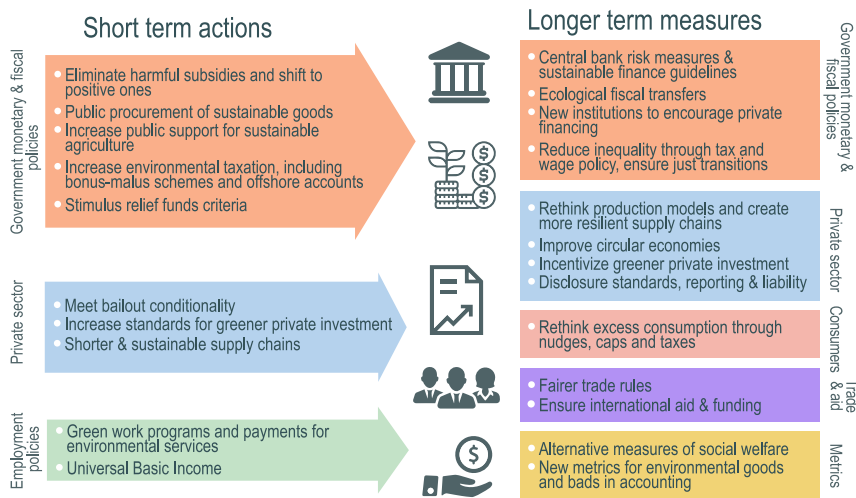 Short term actions
Government monetary & fiscal
policies
Eliminate harmful subsidies and shift to
positive ones
Public procurement of sustainable goods
Increase public support for sustainable
agriculture
Increase environmental taxation, including
bonus-malus schemes and offshore accounts
Stimulus relief funds criteria
Private sector
Meet bailout conditionality
Increase standards for greener private investment
Shorter & sustainable supply chains
Employment
policies
Green work programs and payments for
environmental services
Universal Basic Income
Longer term measures
Central bank risk measures &
sustainable finance guidelines
Ecological fiscal transfers
New institutions to encourage private
financing
Reduce inequality through tax and
wage policy, ensure just transitions
Government monetary &
fiscal policies
Rethink production models and create
more resilient supply chains
Improve circular economies
Incentivize greener private investment
Disclosure standards, reporting & liability
Private sector
Rethink excess consumption through
nudges, caps and taxes
Consumers
Fairer trade rules
Ensure international aid & funding
Trade
& aid
Alternative measures of social welfare
New metrics for environmental goods
and bads in accounting
Metrics